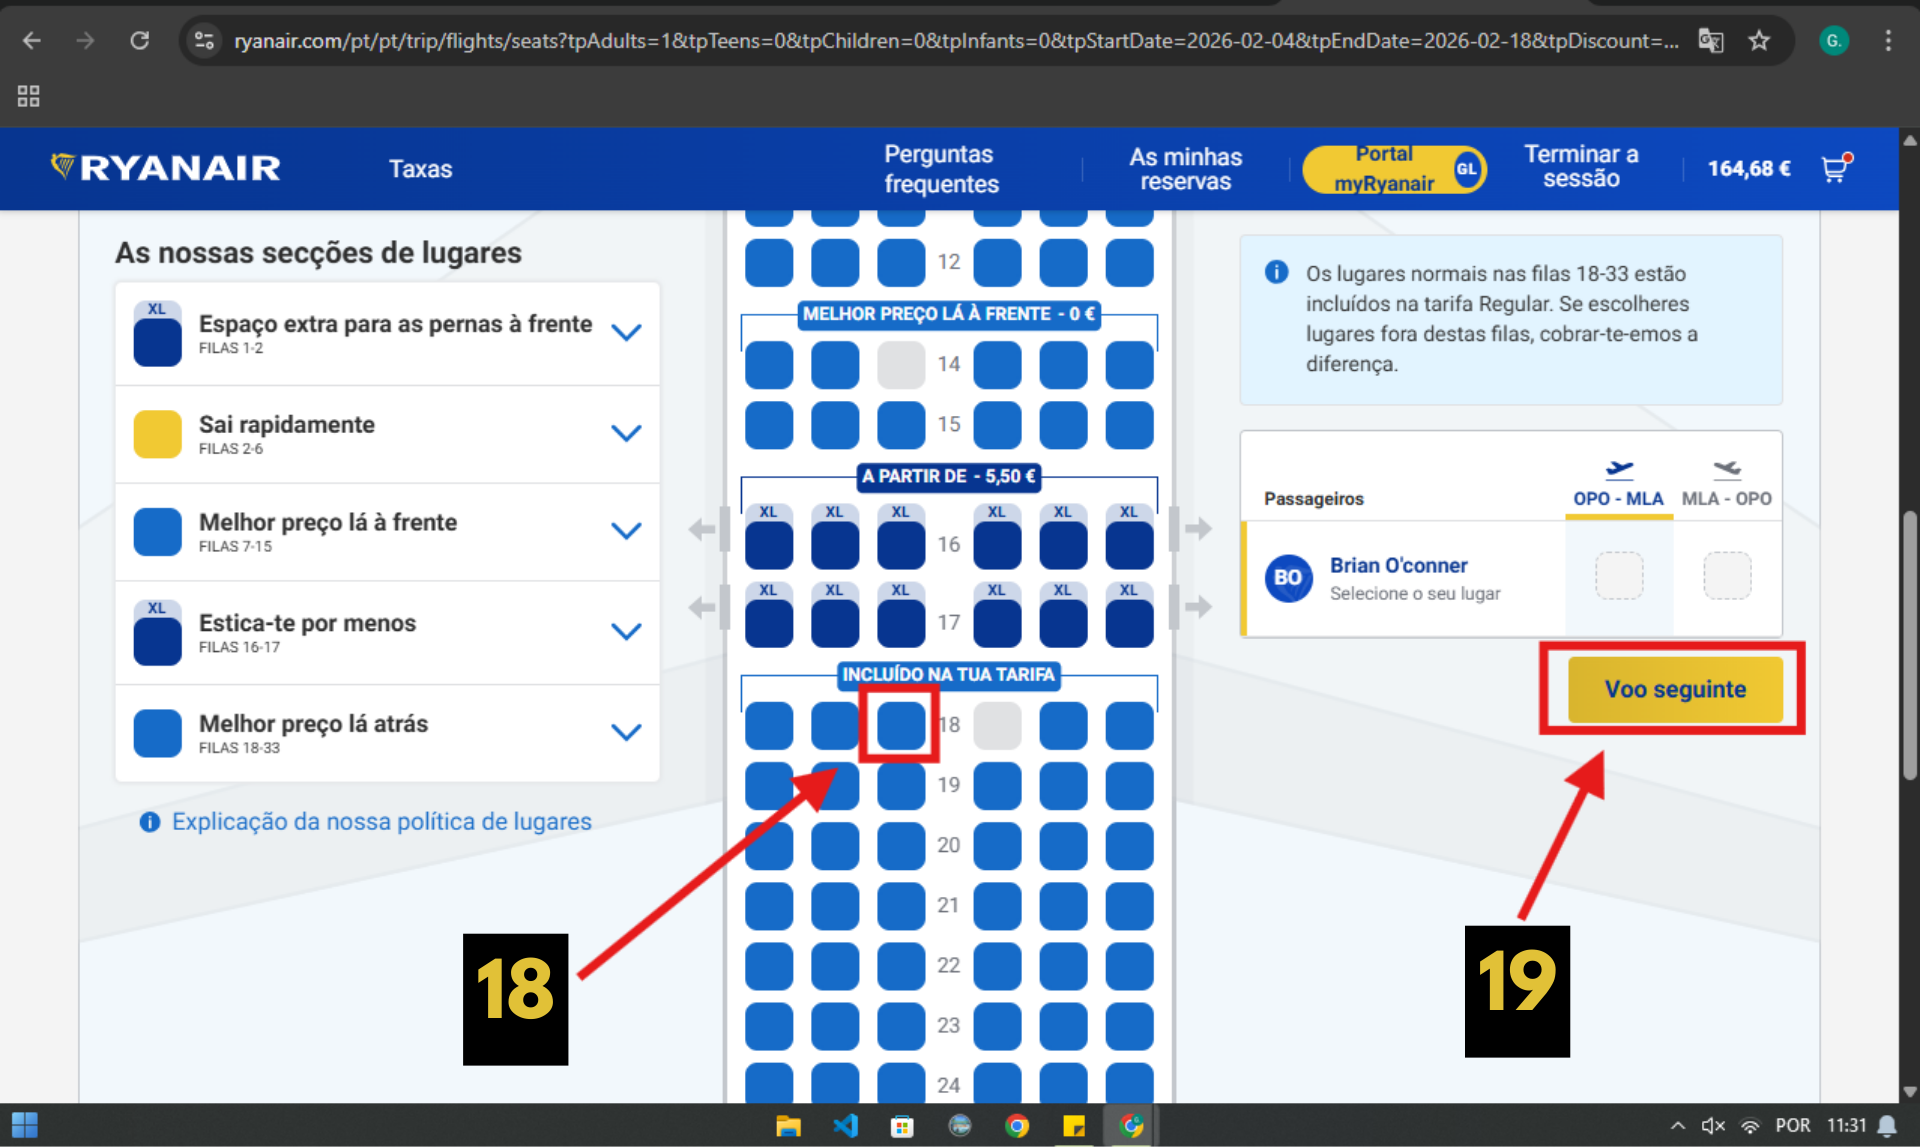 ryanair.com/pt/pt/trip/flights/seats?tpAdults=1&tpTeens=0&tpChildren=0&tpInfants=0&tpStartDate=2026-02-04&tpEndDate=2026-02-18&tpDiscount=...
G.
RYANAIR
Taxas
Perguntas
frequentes
As minhas
reservas
Portal
myRyanair
GL
Terminar a
sessão
164,68 €
As nossas secções de lugares
XL
Espaço extra para as pernas à frente
FILAS 1-2
Sai rapidamente
FILAS 2-6
Melhor preço lá à frente
FILAS 7-15
XL
Estica-te por menos
FILAS 16-17
Melhor preço lá atrás
FILAS 18-33
Explicação da nossa política de lugares
12
MELHOR PREÇO LÁ À FRENTE - 0 €
14
15
A PARTIR DE - 5,50 €
XL XL XL XL XL XL
16
XL XL XL XL XL XL
17
INCLUÍDO NA TUA TARIFA
18
19
20
21
22
23
24
Os lugares normais nas filas 18-33 estão
incluídos na tarifa Regular. Se escolheres
lugares fora destas filas, cobrar-te-emos a
diferença.
Passageiros
OPO - MLA
MLA - OPO
BO
Brian O'conner
Selecione o seu lugar
Voo seguinte
18
19
POR
11:31